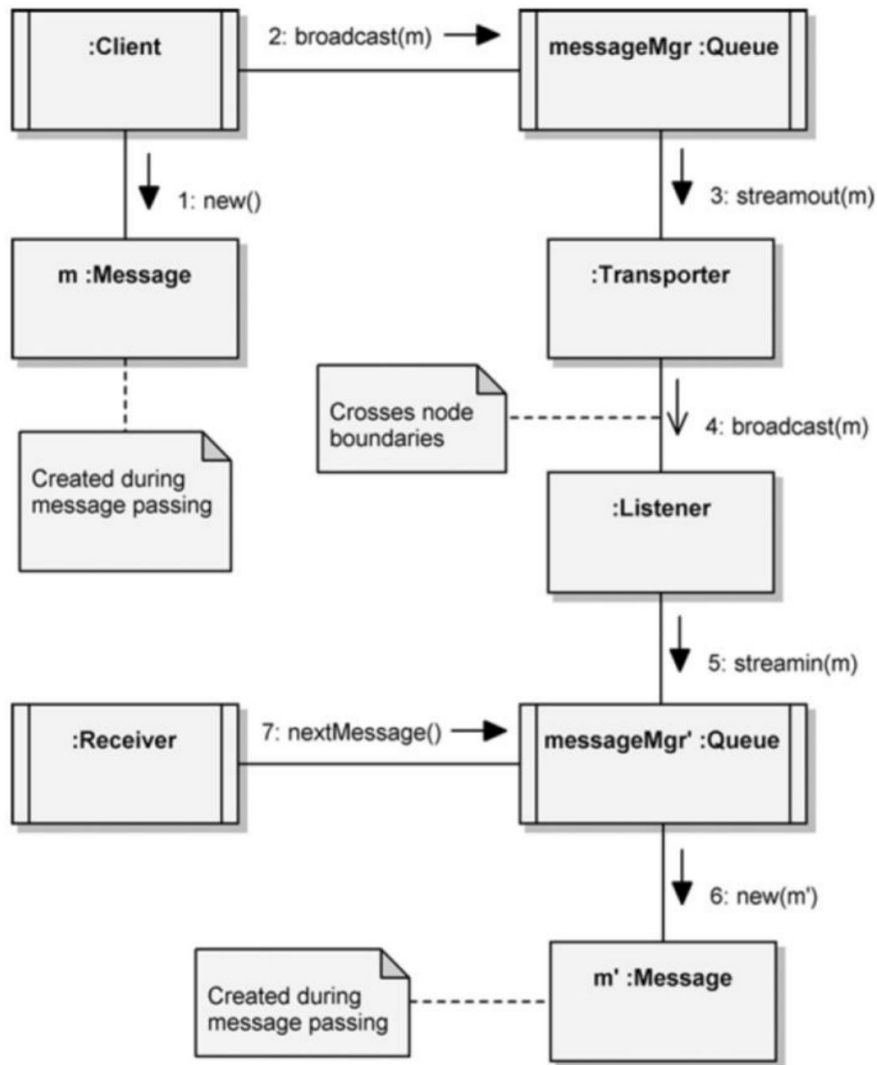 :Client
2: broadcast(m)
messageMgr :Queue
1: new()
3: streamout(m)
m :Message
:Transporter
Crosses node
boundaries
4: broadcast(m)
Created during
message passing
:Listener
5: streamin(m)
:Receiver
7: nextMessage()
messageMgr' :Queue
6: new(m')
Created during
message passing
m' :Message